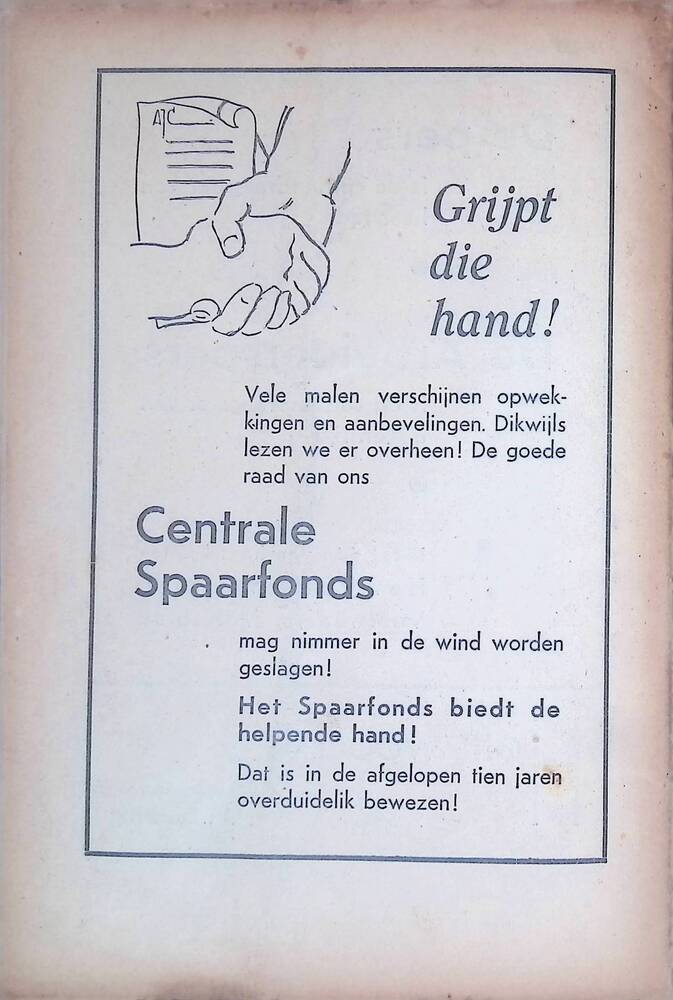 AJC
Grijpt
die
hand!
Vele malen verschijnen opwek-
kingen en aanbevelingen. Dikwijls
lezen we er overheen! De goede
raad van ons
Centrale
Spaarfonds
mag nimmer in de wind worden
geslagen!
Het Spaarfonds biedt de
helpende hand!
Dat is in de afgelopen tien jaren
overduidelik bewezen!